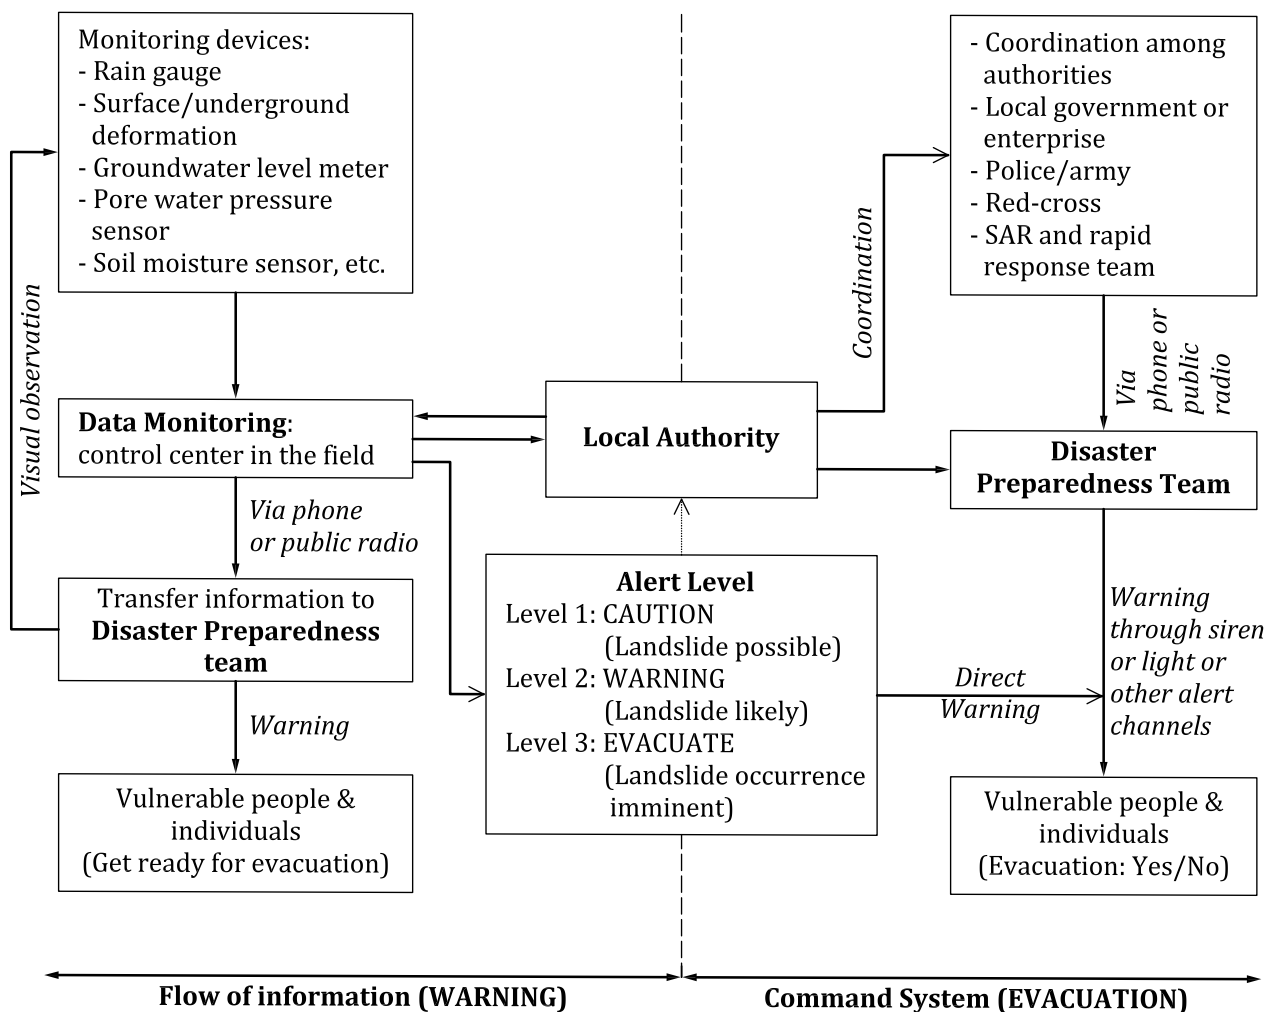 Monitoring devices:
- Rain gauge
- Surface/underground
deformation
- Groundwater level meter
- Pore water pressure
sensor
- Soil moisture sensor, etc.
Visual observation
Data Monitoring:
control center in the field
Via phone
or public radio
Transfer information to
Disaster Preparedness
team
Warning
Vulnerable people &
individuals
(Get ready for evacuation)
Local Authority
Alert Level
Level 1: CAUTION
(Landslide possible)
Level 2: WARNING
(Landslide likely)
Level 3: EVACUATE
(Landslide occurrence
imminent)
Coordination
- Coordination among
authorities
- Local government or
enterprise
- Police/army
- Red-cross
- SAR and rapid
response team
Via
phone or
public
radio
Disaster
Preparedness Team
Direct
Warning
Warning
through siren
or light or
other alert
channels
Vulnerable people &
individuals
(Evacuation: Yes/No)
Flow of information (WARNING)
Command System (EVACUATION)